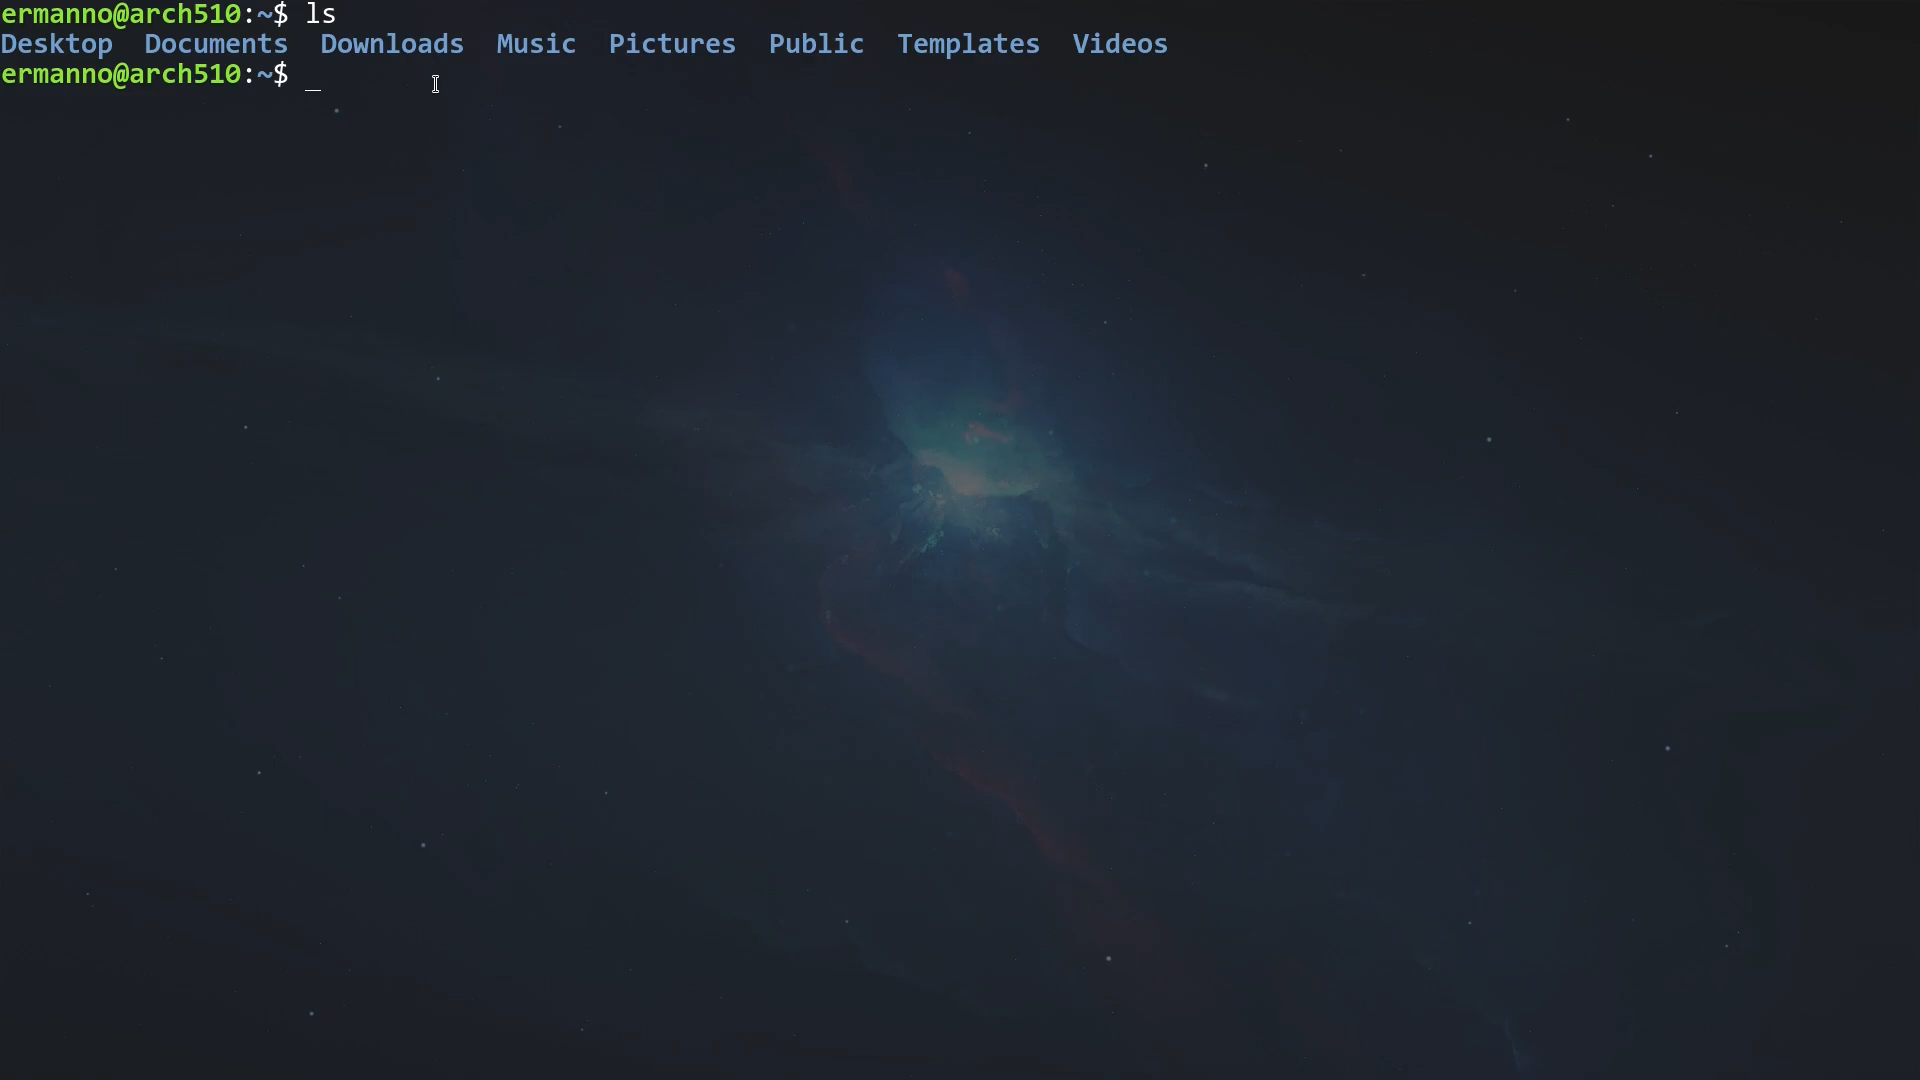 ermanno@arch510:~$ ls
Desktop  Documents  Downloads  Music  Pictures  Public  Templates  Videos
ermanno@arch510:~$ _